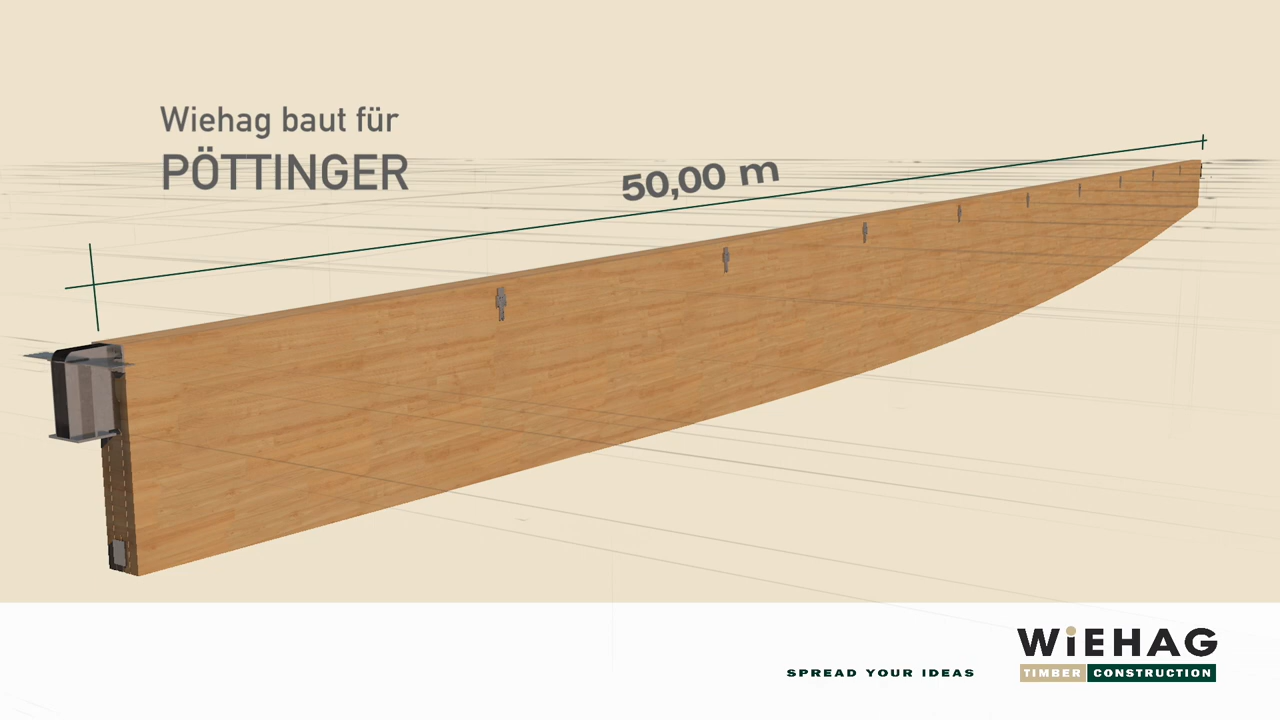 Wiehag baut für
PÖTTINGER
50,00 m
SPREAD YOUR IDEAS
WiEHAG
TIMBER CONSTRUCTION